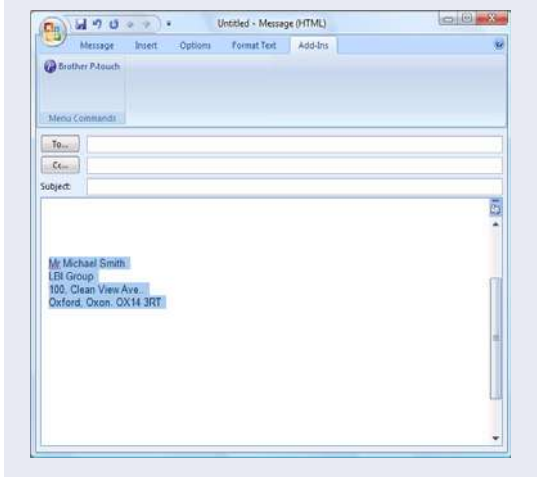 Untitled - Message (HTML)
Message Insert Options Format Text Add-Ins
Brother P-touch
Menu Commands
To...
Cc...
Subject:
Mr Michael Smith
LBI Group
100, Clean View Ave.,
Oxford, Oxon. OX14 3RT